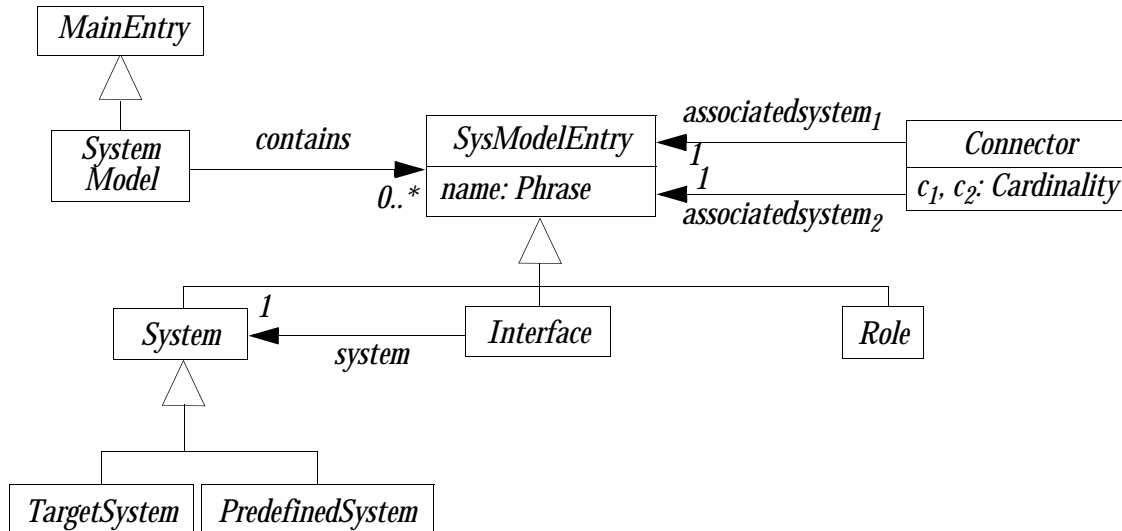 MainEntry
System
Model
contains
0..*
SysModelEntry
name: Phrase
associatedsystem₁
1
1
associatedsystem₂
Connector
c₁, c₂: Cardinality
System
1
system
Interface
Role
TargetSystem
PredefinedSystem